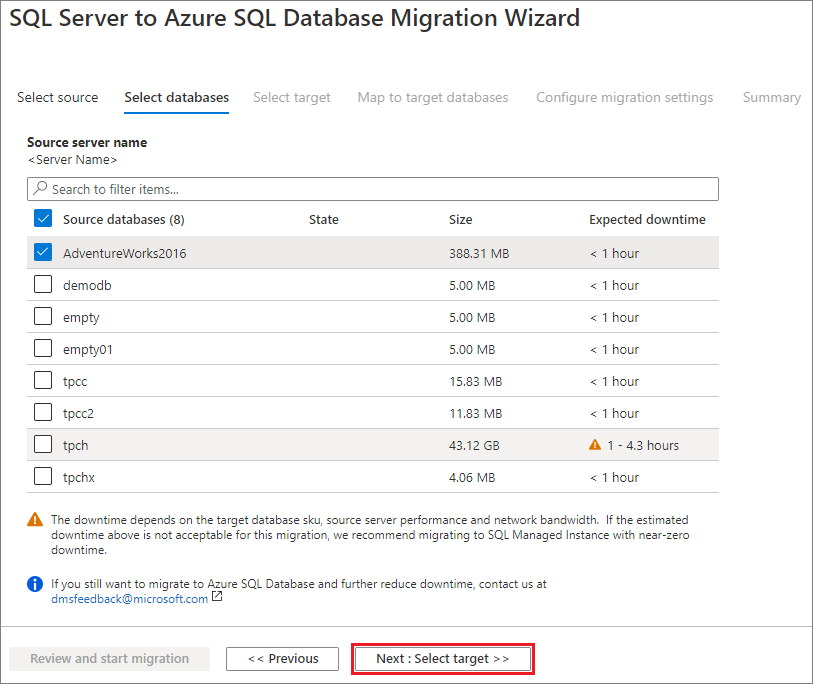 SQL Server to Azure SQL Database Migration Wizard
Select source Select databases Select target Map to target databases Configure migration settings Summary
Source server name
<Server Name>
Search to filter items...
Source databases (8) State Size Expected downtime
AdventureWorks2016 388.31 MB < 1 hour
demodb 5.00 MB < 1 hour
empty 5.00 MB < 1 hour
empty01 5.00 MB < 1 hour
tpcc 15.83 MB < 1 hour
tpcc2 11.83 MB < 1 hour
tpch 43.12 GB 1 - 4.3 hours
tpchx 4.06 MB < 1 hour
The downtime depends on the target database sku, source server performance and network bandwidth. If the estimated
downtime above is not acceptable for this migration, we recommend migrating to SQL Managed Instance with near-zero
downtime.
If you still want to migrate to Azure SQL Database and further reduce downtime, contact us at
dmsfeedback@microsoft.com
Review and start migration << Previous Next : Select target >>